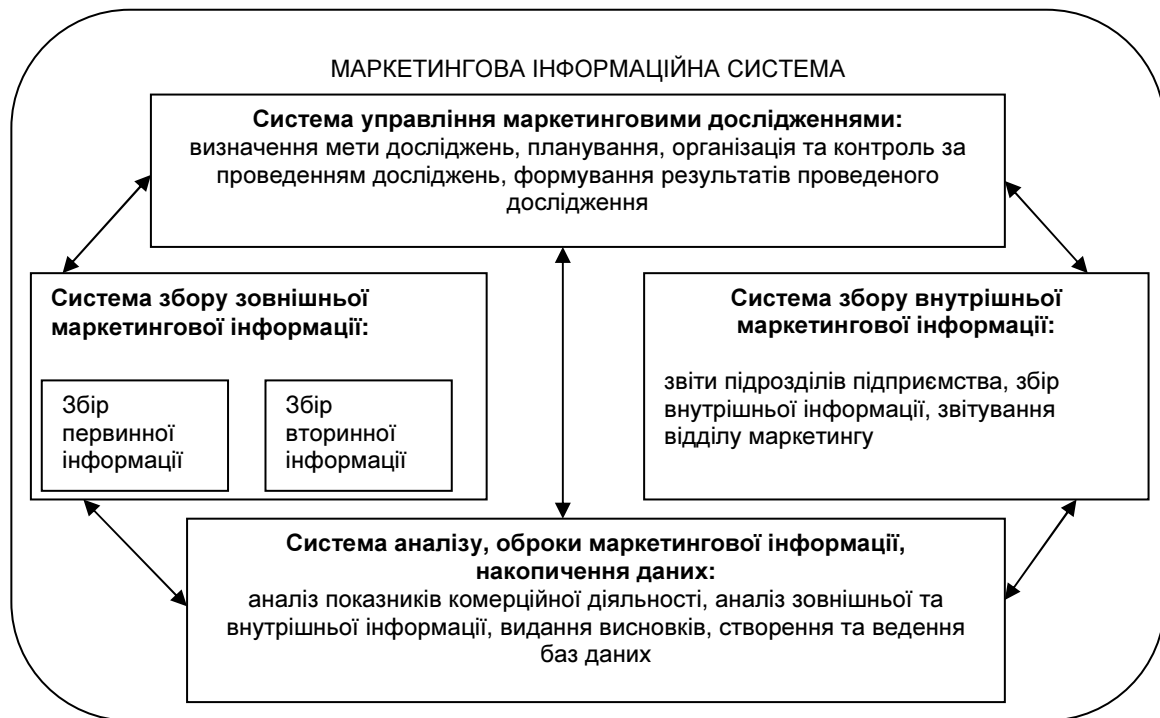 МАРКЕТИНГОВА ІНФОРМАЦІЙНА СИСТЕМА
Система управління маркетинговими дослідженнями:
визначення мети досліджень, планування, організація та контроль за
проведенням досліджень, формування результатів проведеного
дослідження
Система збору зовнішньої
маркетингової інформації:
Збір
первинної
інформації
Збір
вторинної
інформації
Система збору внутрішньої
маркетингової інформації:
звіти підрозділів підприємства, збір
внутрішньої інформації, звітування
відділу маркетингу
Система аналізу, оброки маркетингової інформації,
накопичення даних:
аналіз показників комерційної діяльності, аналіз зовнішньої та
внутрішньої інформації, видання висновків, створення та ведення
баз даних